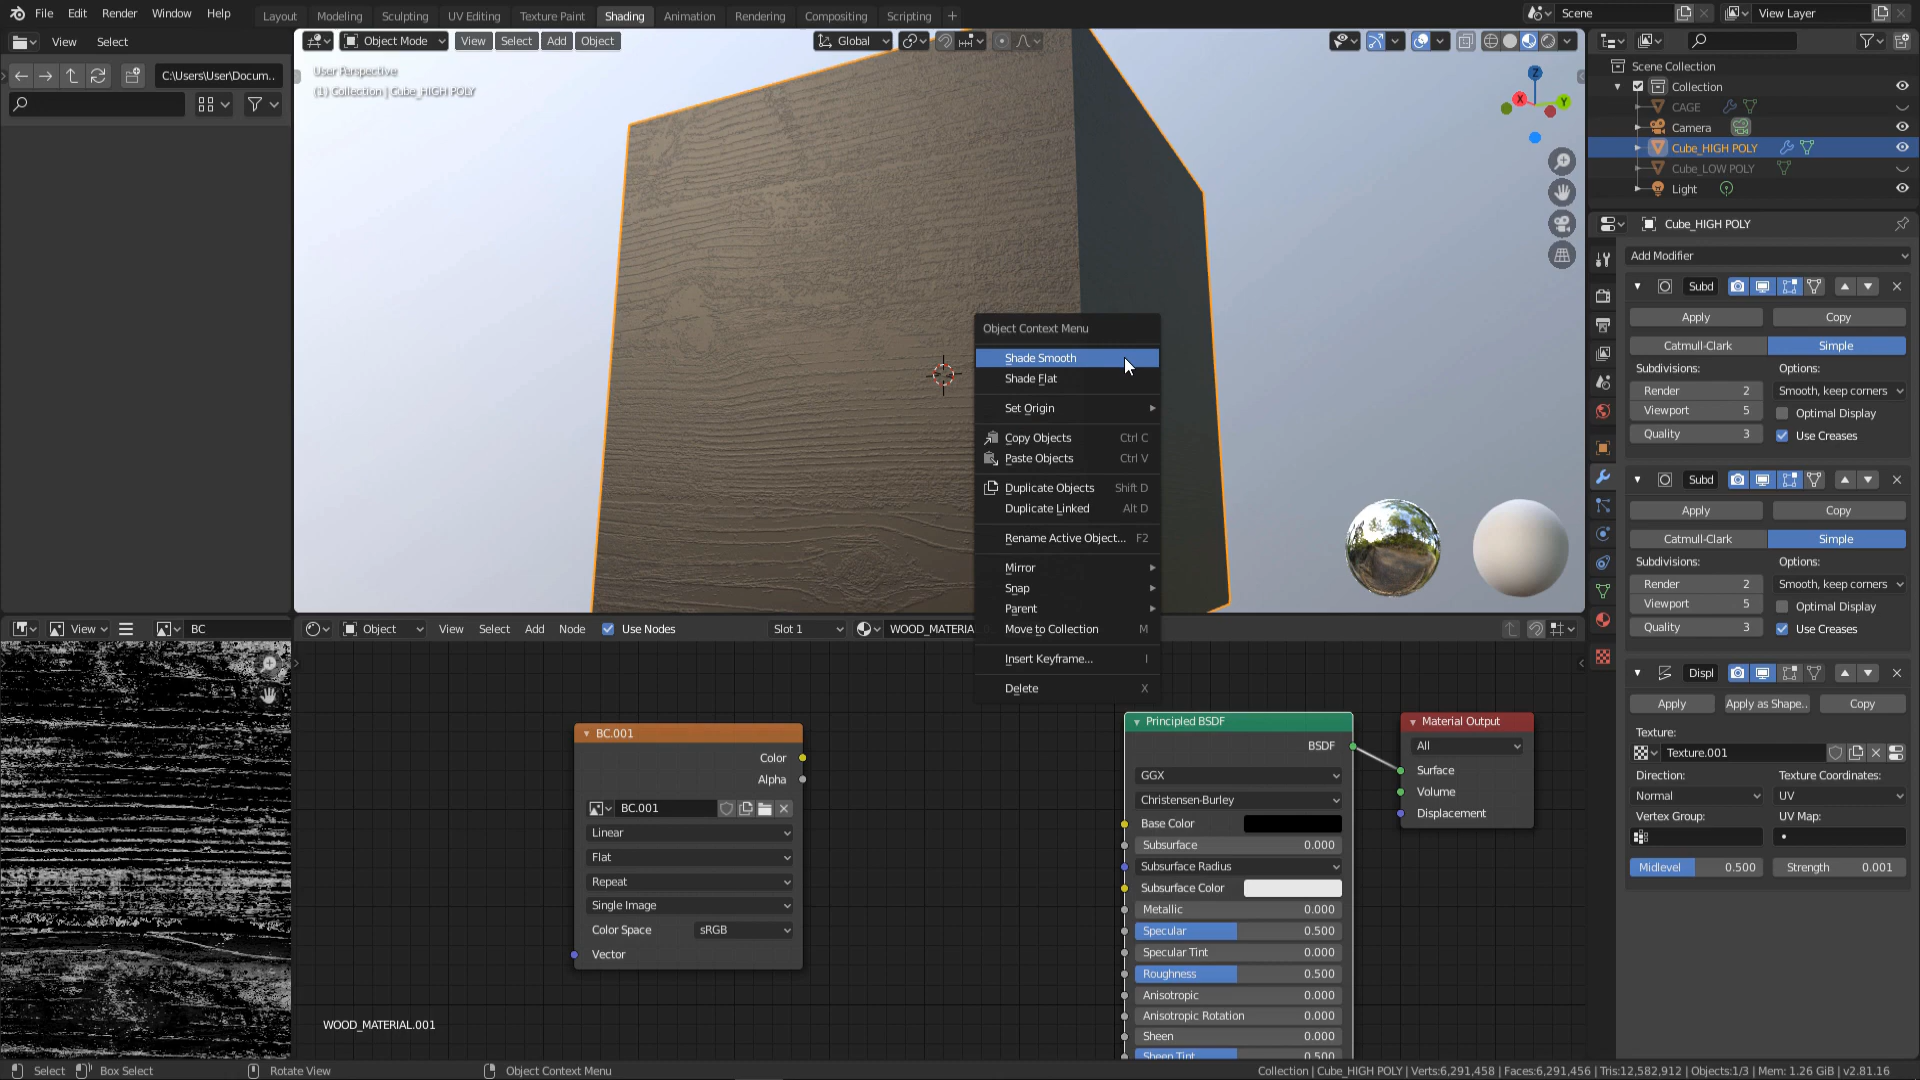 File Edit Render Window Help
Layout Modeling Sculpting UV Editing Texture Paint Shading Animation Rendering Compositing Scripting +
Scene View Layer
View Select
C:\Users\User\Docum..
Object Mode View Select Add Object Global
User Perspective
(1) Collection | Cube_HIGH POLY
Z
X
Y
Object Context Menu
Shade Smooth
Shade Flat
Set Origin
Copy Objects Ctrl C
Paste Objects Ctrl V
Duplicate Objects Shift D
Duplicate Linked Alt D
Rename Active Object... F2
Mirror
Snap
Parent
Move to Collection M
Insert Keyframe... I
Delete X
Scene Collection
Collection
CAGE
Camera
Cube_HIGH POLY
Cube_LOW POLY
Light
Cube_HIGH POLY
Add Modifier
Subd
Apply Copy
Catmull-Clark Simple
Subdivisions: Options:
Render 2 Smooth, keep corners
Viewport 5 Optimal Display
Quality 3 Use Creases
Subd
Apply Copy
Catmull-Clark Simple
Subdivisions: Options:
Render 2 Smooth, keep corners
Viewport 5 Optimal Display
Quality 3 Use Creases
Displ
Apply Apply as Shape.. Copy
Texture:
Texture.001
Direction: Texture Coordinates:
Normal UV
Vertex Group: UV Map:
Midlevel 0.500 Strength 0.001
View BC
Object View Select Add Node Use Nodes Slot 1 WOOD_MATERIA
BC.001
Color
Alpha
BC.001
Linear
Flat
Repeat
Single Image
Color Space sRGB
Vector
Principled BSDF
BSDF
GGX
Christensen-Burley
Base Color
Subsurface 0.000
Subsurface Radius
Subsurface Color
Metallic 0.000
Specular 0.500
Specular Tint 0.000
Roughness 0.500
Anisotropic 0.000
Anisotropic Rotation 0.000
Sheen 0.000
Sheen Tint 0.500
Material Output
All
Surface
Volume
Displacement
WOOD_MATERIAL.001
Select Box Select Rotate View Object Context Menu
Collection | Cube_HIGH POLY | Verts:6,291,458 | Faces:6,291,456 | Tris:12,582,912 | Objects:1/3 | Mem: 1.26 GiB | v2.81.16